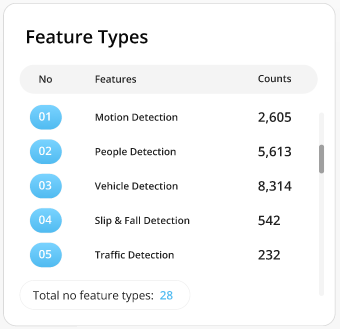 Feature Types
No Features Counts
01 Motion Detection 2,605
02 People Detection 5,613
03 Vehicle Detection 8,314
04 Slip & Fall Detection 542
05 Traffic Detection 232
Total no feature types: 28